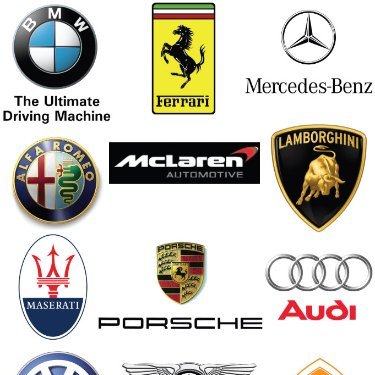 BMW
The Ultimate
Driving Machine
Ferrari
Mercedes-Benz
ALFA ROMEO
McLaren
AUTOMOTIVE
LAMBORGHINI
MASERATI
PORSCHE
PORSCHE
Audi